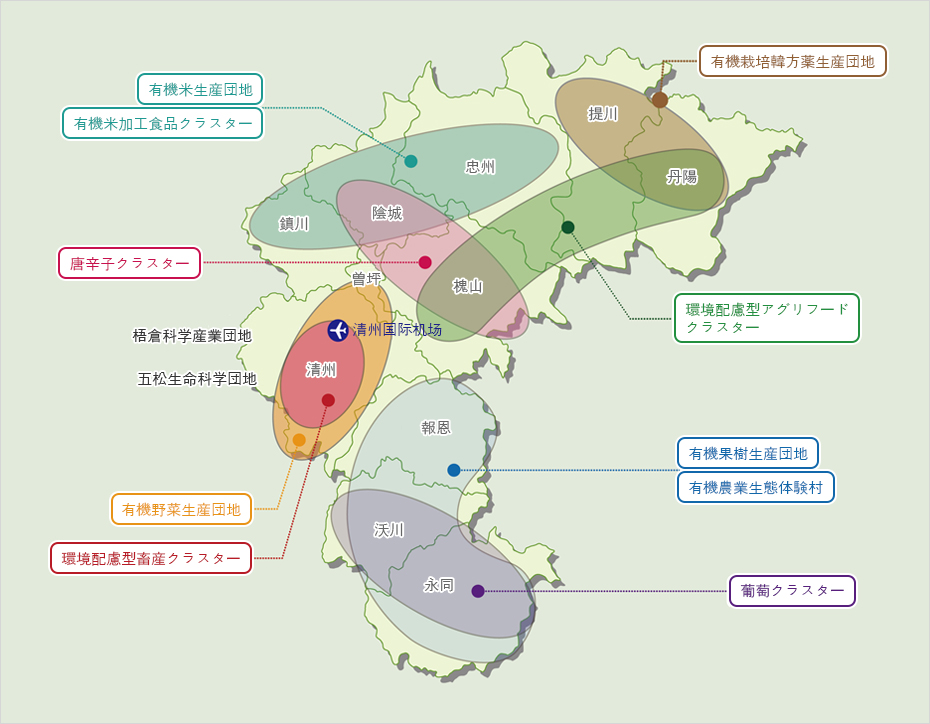 有機栽培韓方薬生産団地
有機米生産団地
有機米加工食品クラスター
提川
忠州
丹陽
陰城
鎮川
唐辛子クラスター
曽坪
槐山
環境配慮型アグリフード
クラスター
清州国际机场
梧倉科学産業団地
清州
五松生命科学団地
報恩
有機果樹生産団地
有機農業生態体験村
有機野菜生産団地
沃川
環境配慮型畜産クラスター
永同
葡萄クラスター